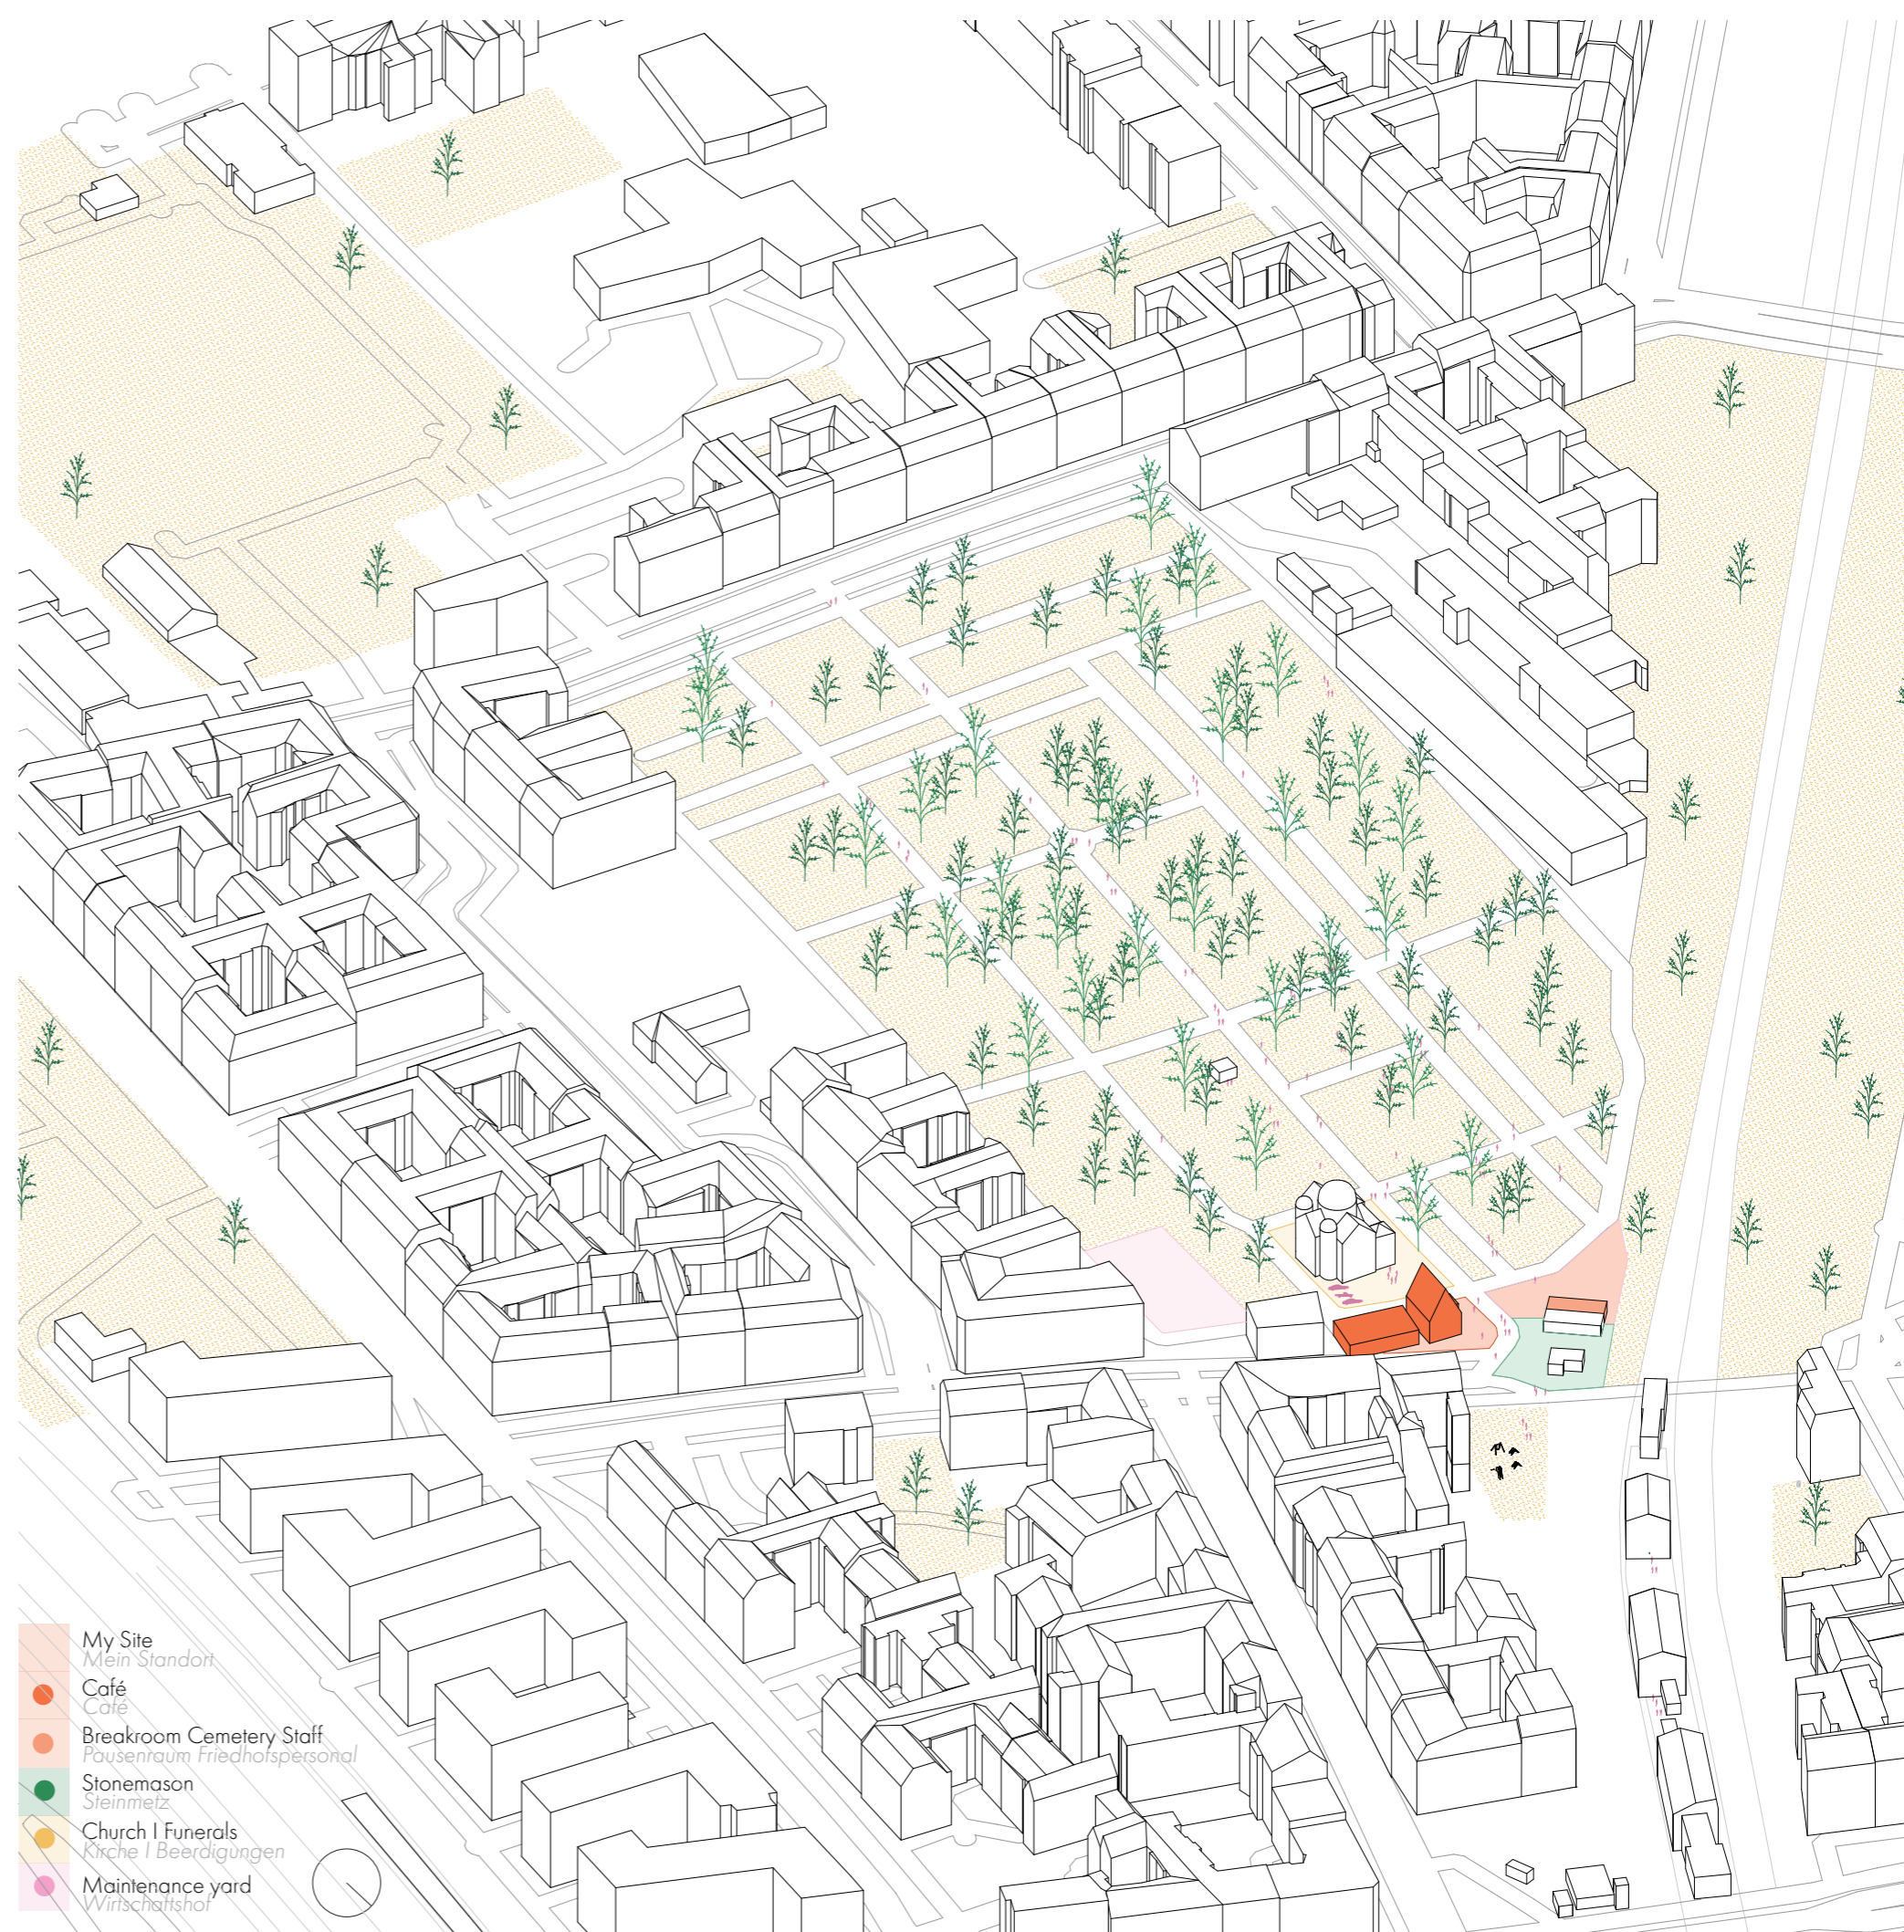 My Site
Mein Standort
Café
Café
Breakroom Cemetery Staff
Pausenraum Friedhofspersonal
Stonemason
Steinmetz
Church I Funerals
Kirche I Beerdigungen
Maintenance yard
Wirtschaftshof